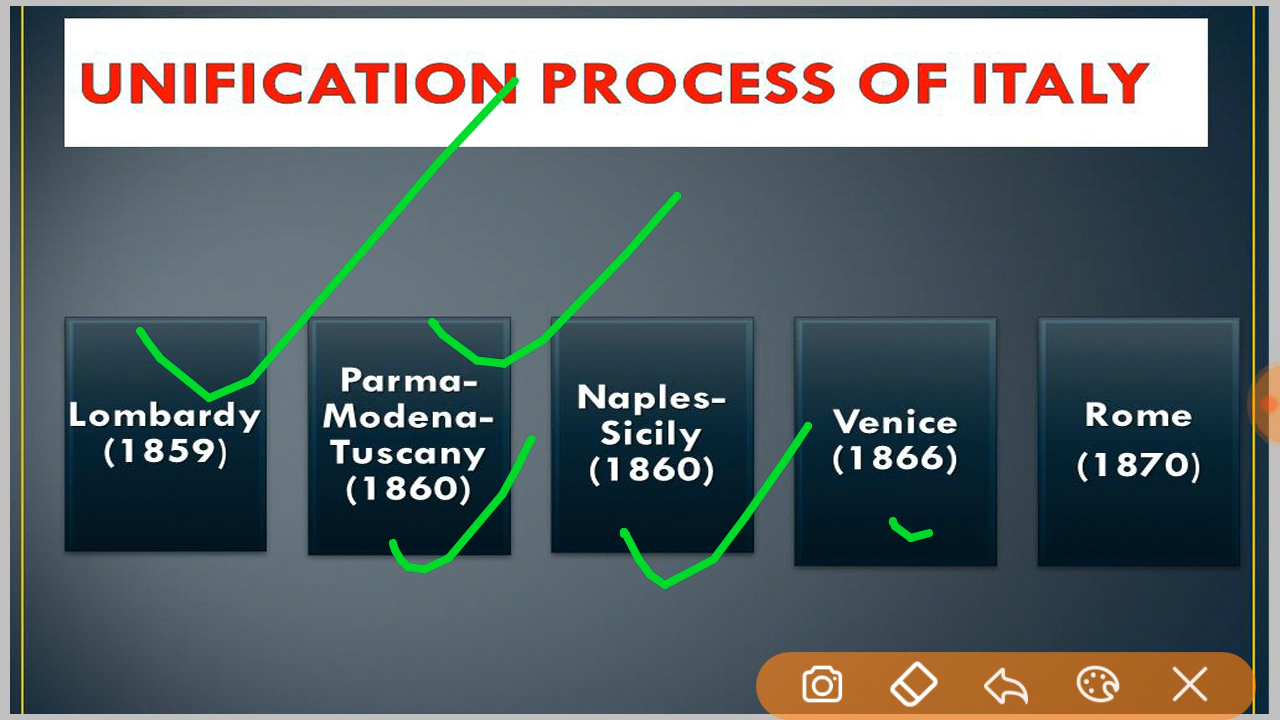 UNIFICATION PROCESS OF ITALY
Lombardy
(1859)
Parma-
Modena-
Tuscany
(1860)
Naples-
Sicily
(1860)
Venice
(1866)
Rome
(1870)